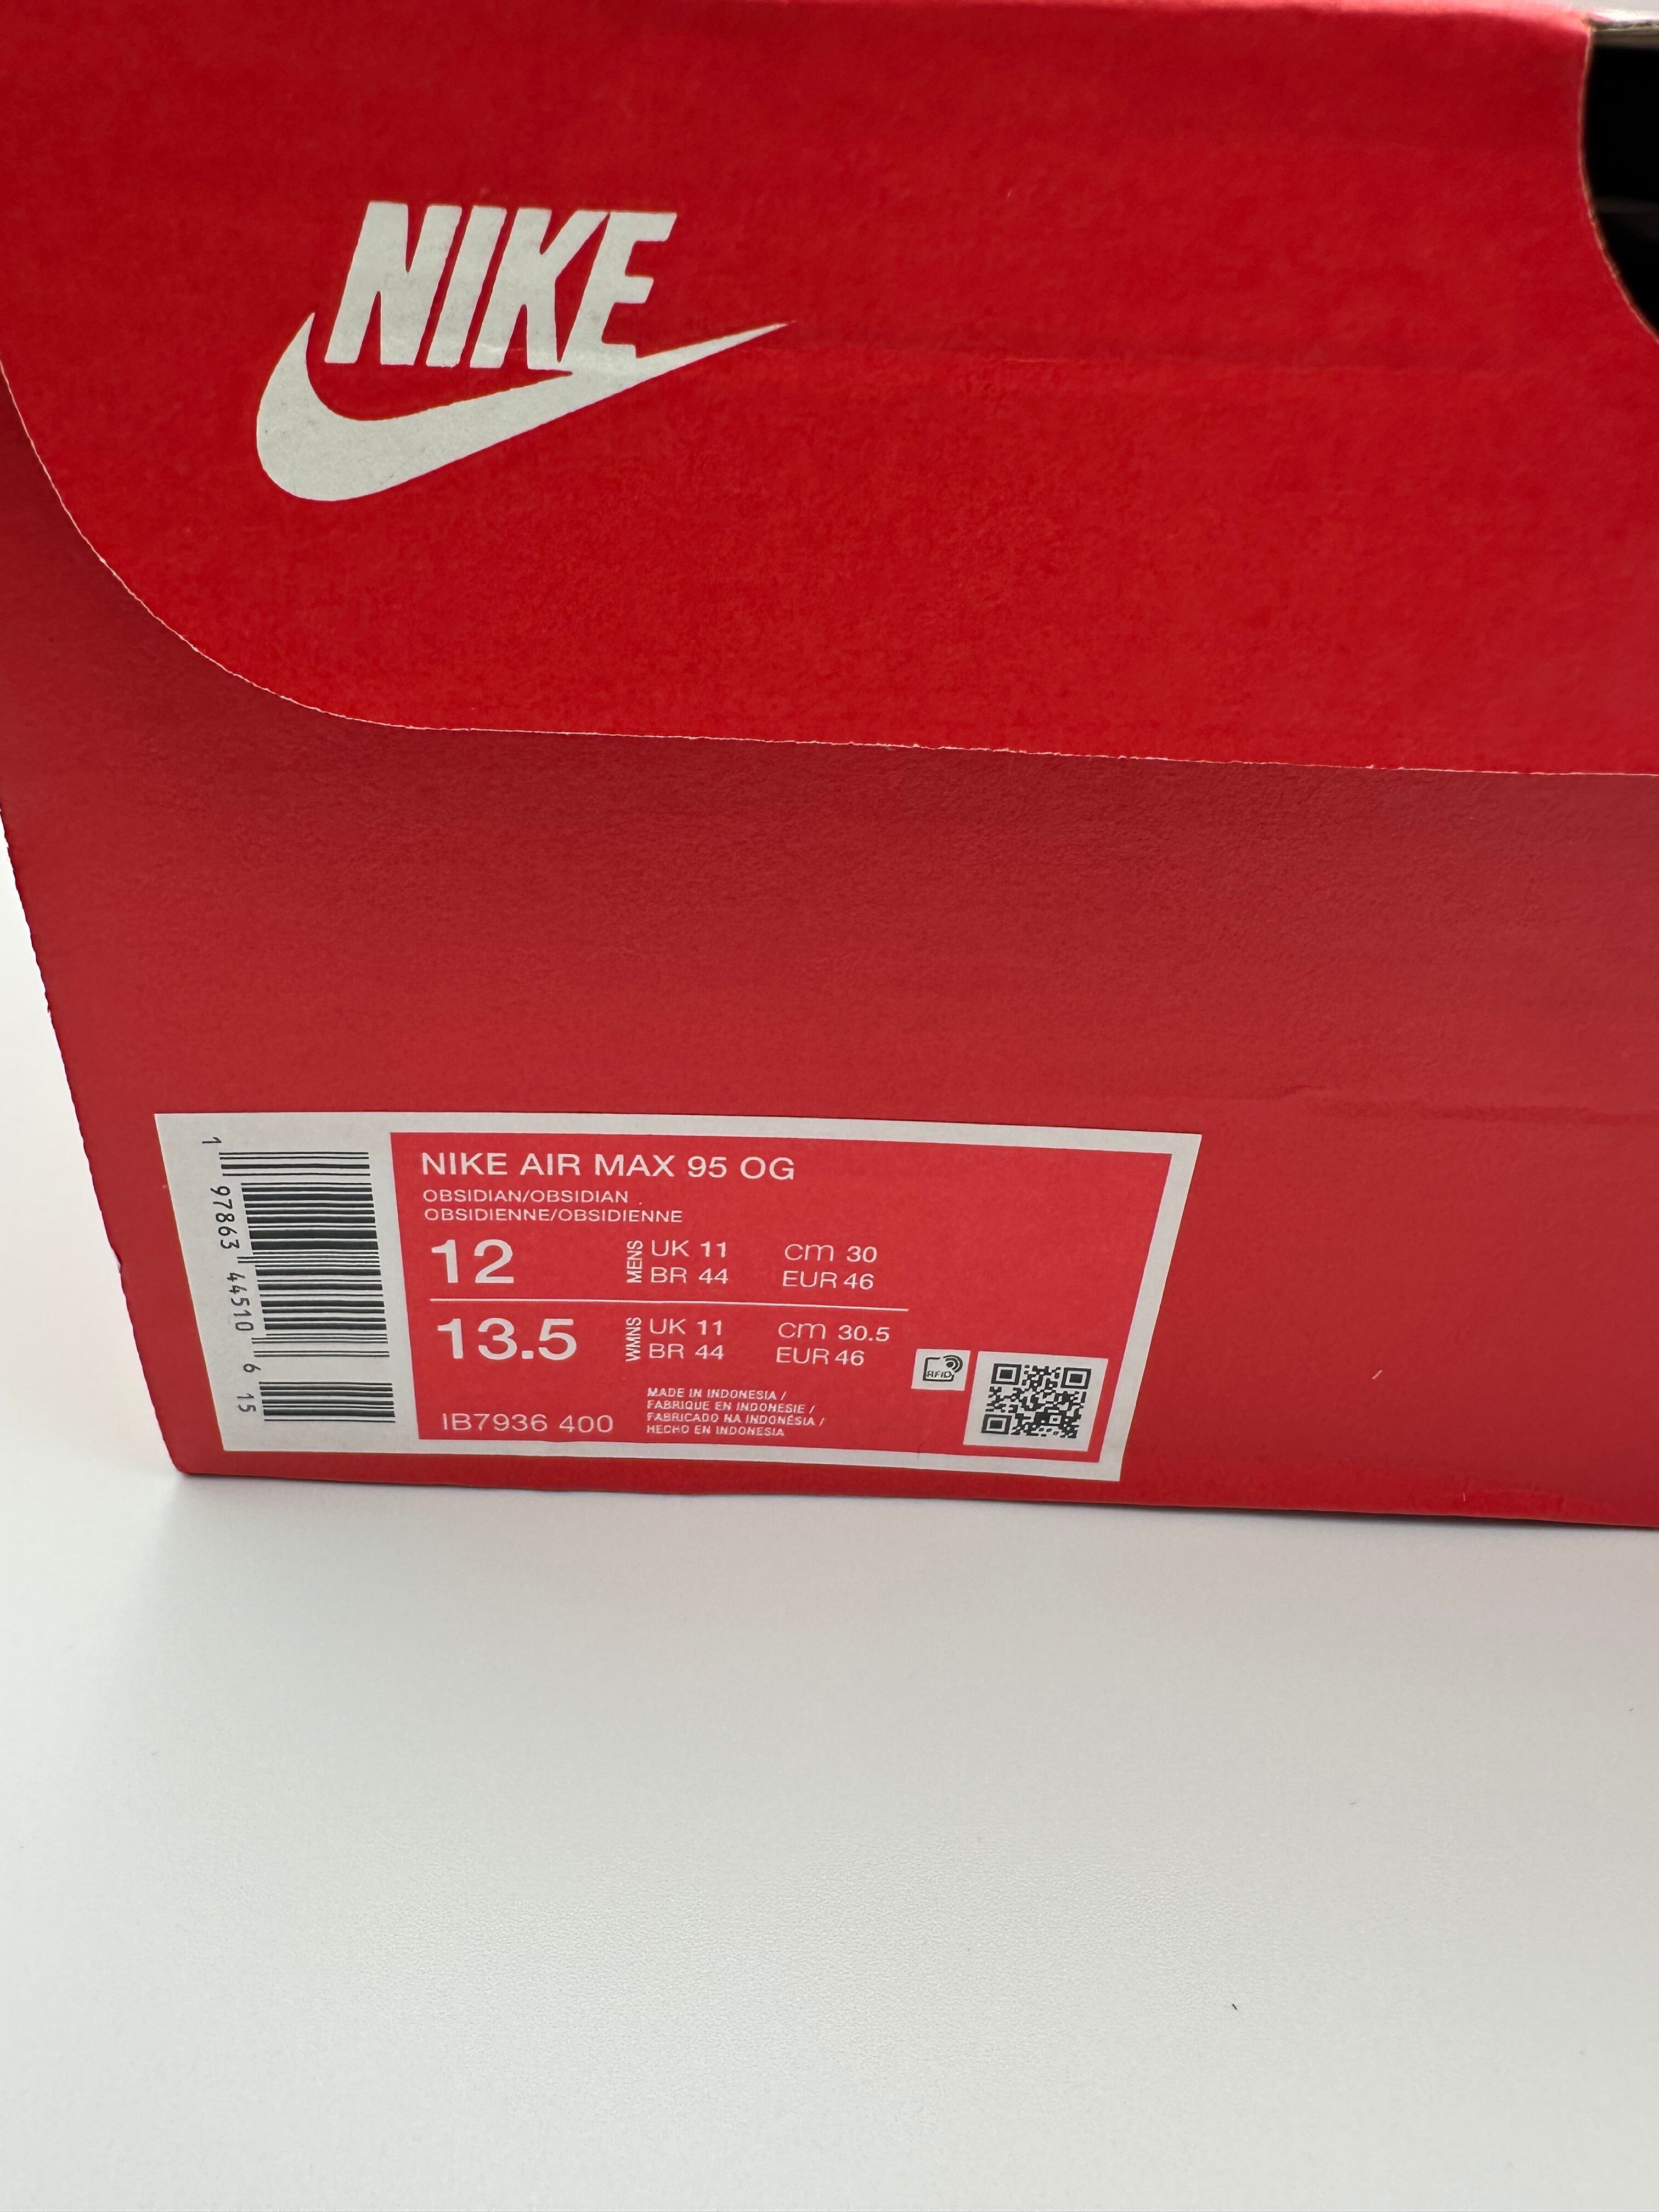 NIKE
1 97863 44510 6 15
NIKE AIR MAX 95 OG
OBSIDIAN/OBSIDIAN
OBSIDIENNE/OBSIDIENNE
12 MENS UK 11 cm 30
BR 44 EUR 46
13.5 WMNS UK 11 cm 30.5
BR 44 EUR 46
IB7936 400
MADE IN INDONESIA /
FABRIQUE EN INDONESIE /
FABRICADO NA INDONÉSIA /
HECHO EN INDONESIA
RFID